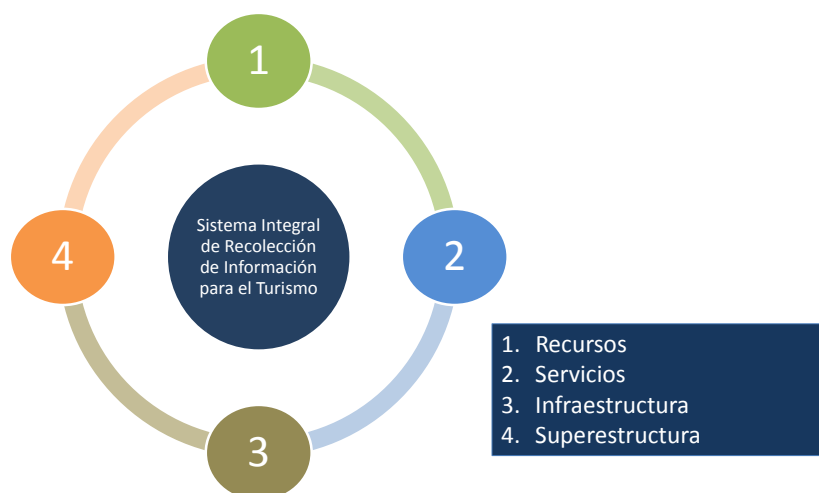 1
Sistema Integral
de Recolección
de Información
para el Turismo
4
2
3
1. Recursos
2. Servicios
3. Infraestructura
4. Superestructura